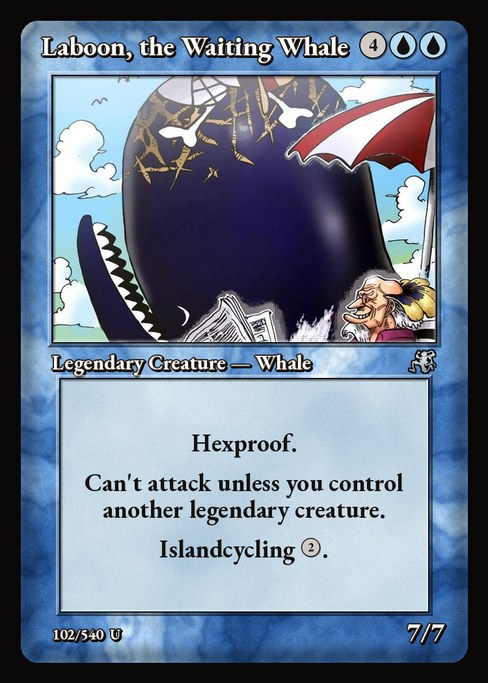 Laboon, the Waiting Whale 4
Legendary Creature — Whale
Hexproof.
Can't attack unless you control
another legendary creature.
Islandcycling 2.
102/540 U
7/7